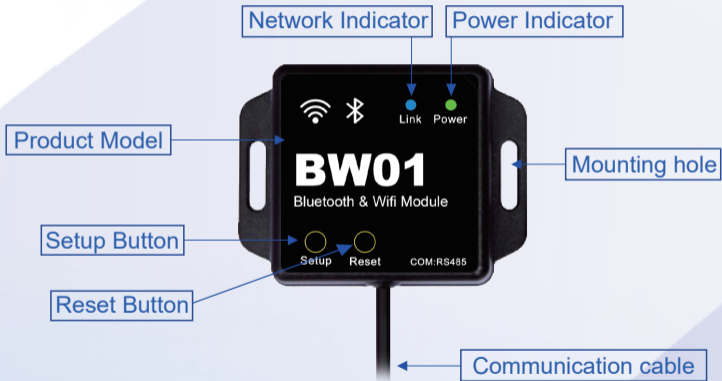 Network Indicator
Power Indicator
Link
Power
Product Model
BW01
Bluetooth & Wifi Module
Mounting hole
Setup Button
Setup
Reset
COM:RS485
Reset Button
Communication cable